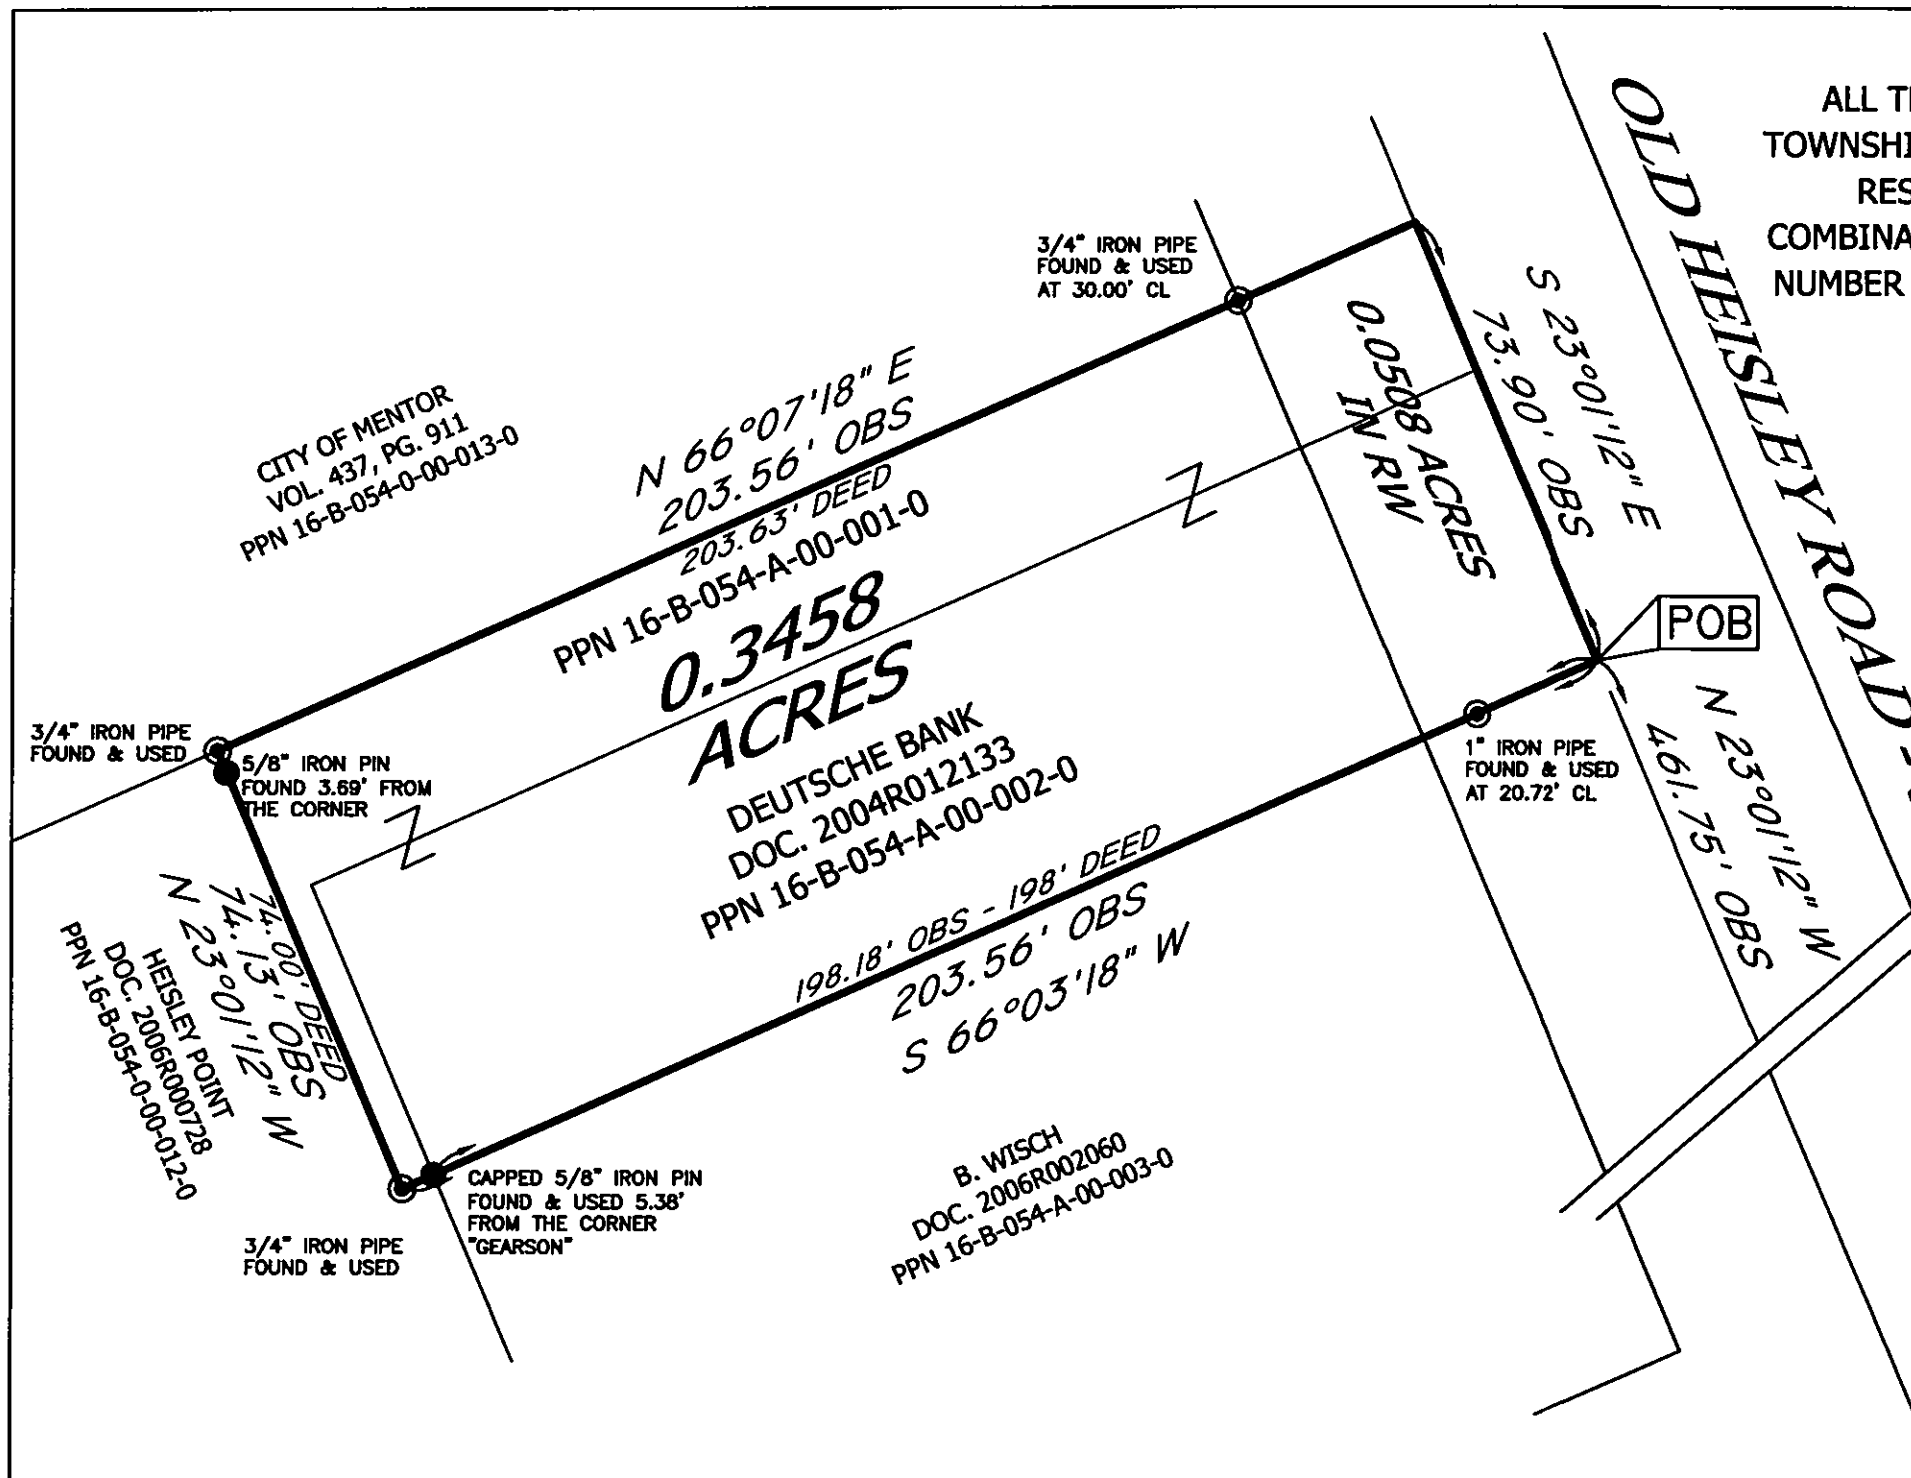 ALL T
TOWNSHI
RES
COMBINA
NUMBER
OLD HEISLEY ROAD -
3/4" IRON PIPE
FOUND & USED
AT 30.00' CL
S 23°01'12" E
73.90' OBS
0.0508 ACRES
IN RW
CITY OF MENTOR
VOL. 437, PG. 911
PPN 16-B-054-0-00-013-0
N 66°07'18" E
203.56' OBS
203.63' DEED
PPN 16-B-054-A-00-001-0
0.3458
ACRES
DEUTSCHE BANK
DOC. 2004R012133
PPN 16-B-054-A-00-002-0
POB
N 23°01'12" W
461.75' OBS
1" IRON PIPE
FOUND & USED
AT 20.72' CL
3/4" IRON PIPE
FOUND & USED
5/8" IRON PIN
FOUND 3.69' FROM
THE CORNER
198.18' OBS - 198' DEED
203.56' OBS
S 66°03'18" W
74.00' DEED
74.13' OBS
N 23°01'12" W
HEISLEY POINT
DOC. 2006R000728
PPN 16-B-054-0-00-012-0
CAPPED 5/8" IRON PIN
FOUND & USED 5.38'
FROM THE CORNER
"GEARSON"
3/4" IRON PIPE
FOUND & USED
B. WISCH
DOC. 2006R002060
PPN 16-B-054-A-00-003-0